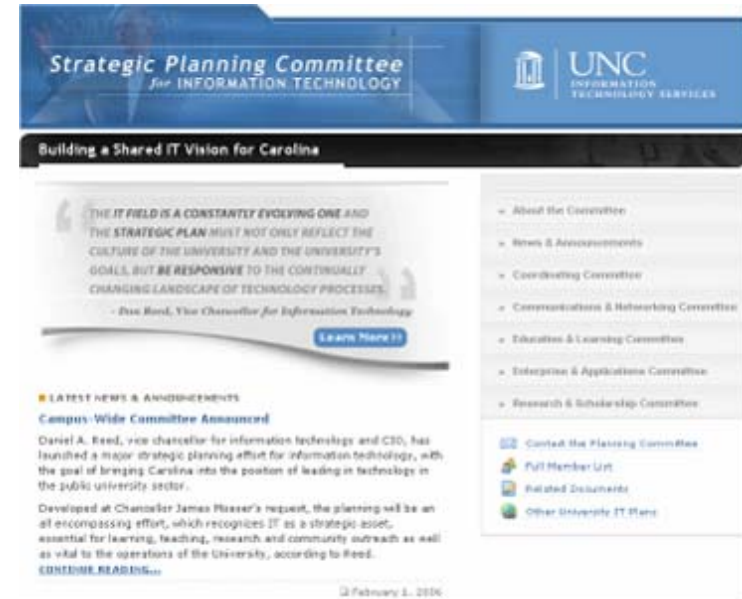 Strategic Planning Committee
for INFORMATION TECHNOLOGY
UNC
INFORMATION
TECHNOLOGY SERVICES
Building a Shared IT Vision for Carolina
THE IT FIELD IS A CONSTANTLY EVOLVING ONE AND
THE STRATEGIC PLAN MUST NOT ONLY REFLECT THE
CULTURE OF THE UNIVERSITY AND THE UNIVERSITY'S
GOALS, BUT BE RESPONSIVE TO THE CONTINUALLY
CHANGING LANDSCAPE OF TECHNOLOGY PROCESSES.
- Dan Reed, Vice Chancellor for Information Technology
Learn More >>
LATEST NEWS & ANNOUNCEMENTS
Campus-Wide Committee Announced
Daniel A. Reed, vice chancellor for information technology and CIO, has
launched a major strategic planning effort for information technology, with
the goal of bringing Carolina into the position of leading in technology in
the public university sector.
Developed at Chancellor James Moeser's request, the planning will be an
all encompassing effort, which recognizes IT as a strategic asset,
essential for learning, teaching, research and community outreach as well
as vital to the operations of the University, according to Reed.
CONTINUE READING...
February 1, 2006
» About the Committee
» News & Announcements
» Coordinating Committee
» Communications & Networking Committee
» Education & Learning Committee
» Enterprise & Applications Committee
» Research & Scholarship Committee
Contact the Planning Committee
Full Member List
Related Documents
Other University IT Plans